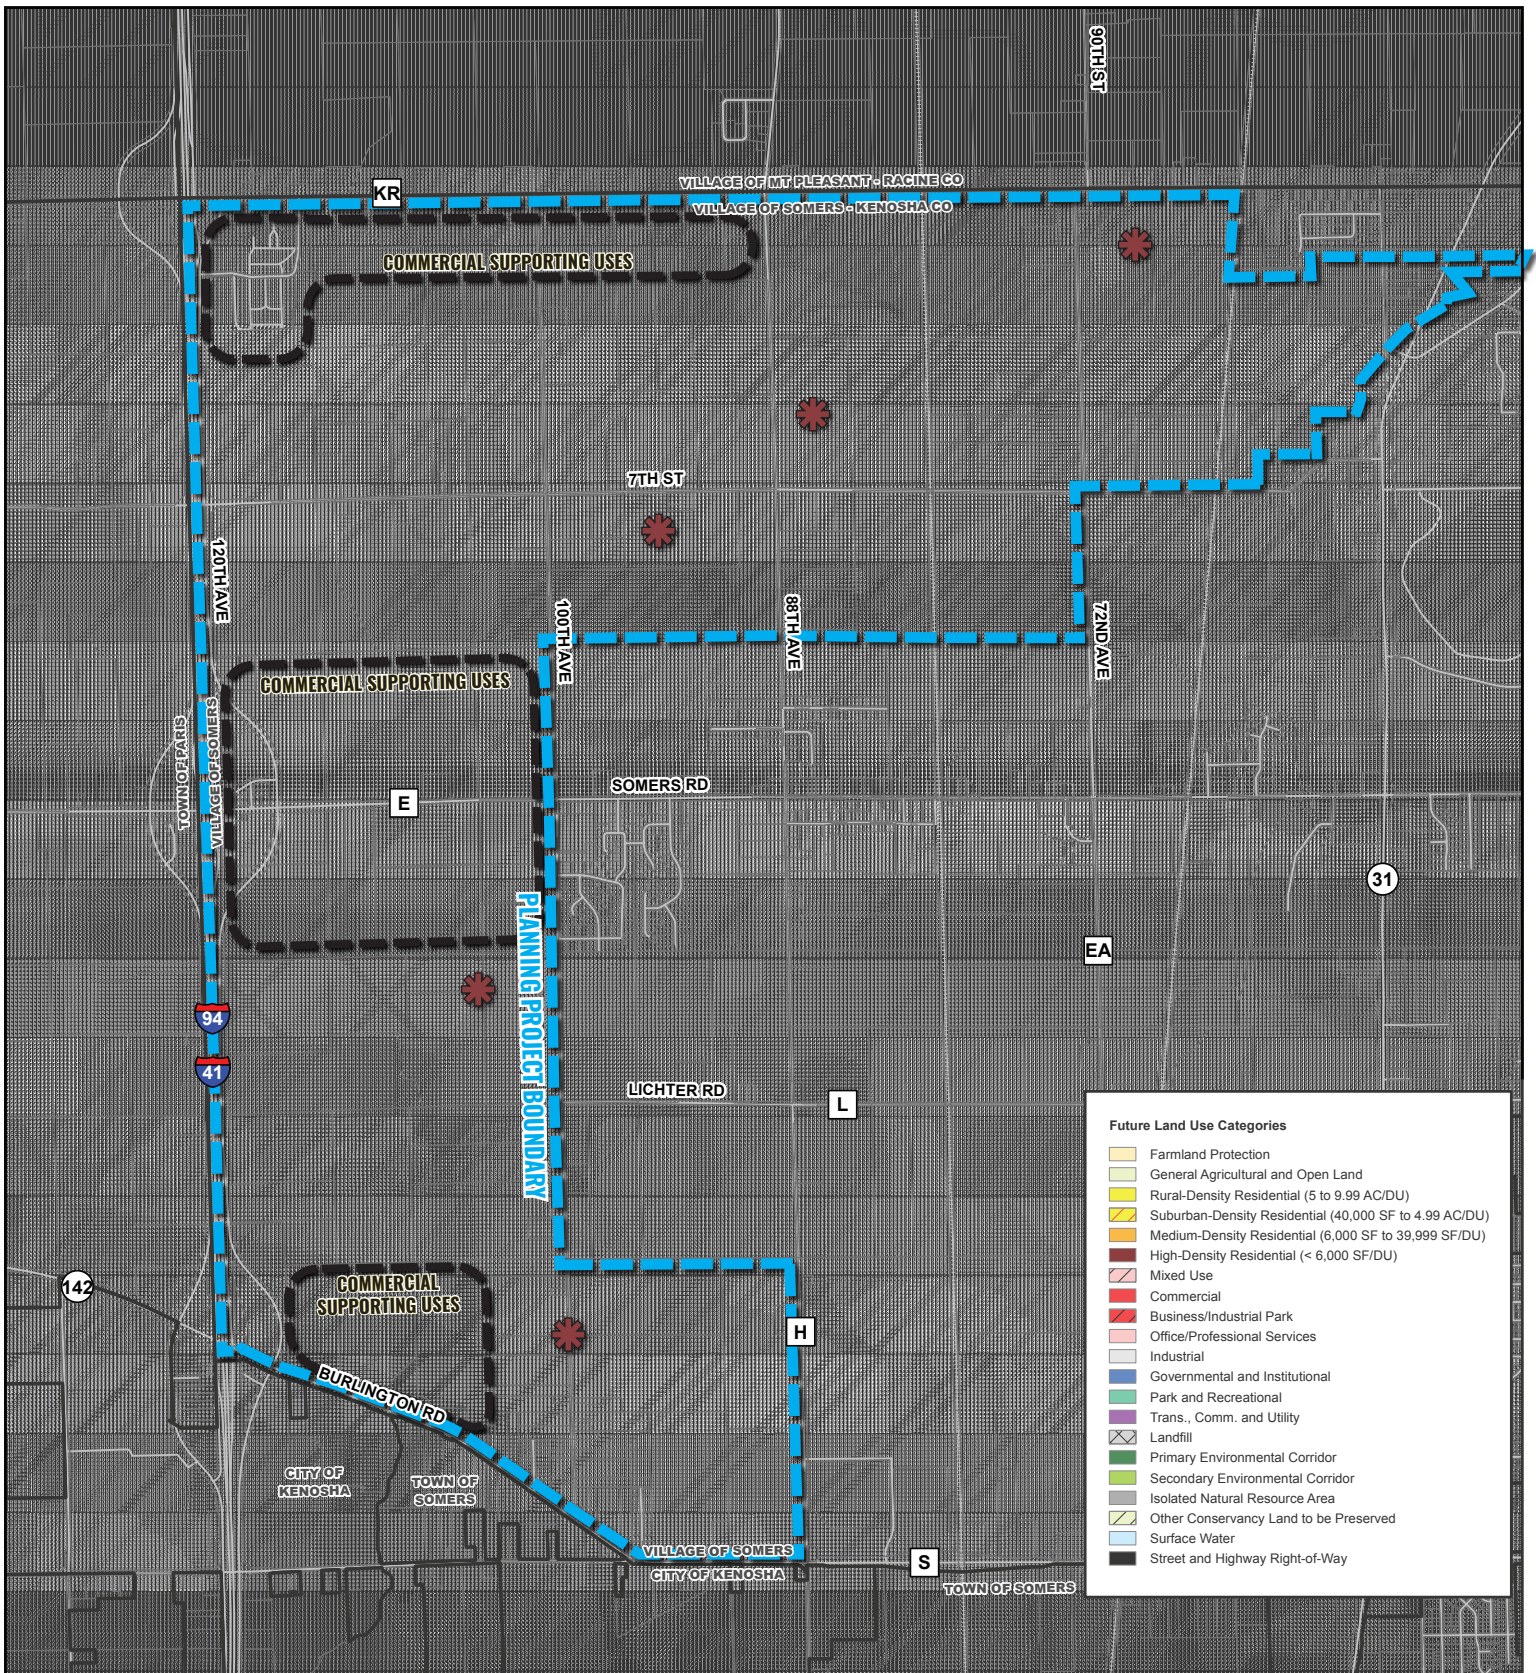 90TH ST
VILLAGE OF MT PLEASANT - RACINE CO
KR
VILLAGE OF SOMERS - KENOSHA CO
COMMERCIAL SUPPORTING USES
7TH ST
120TH AVE
100TH AVE
88TH AVE
72ND AVE
COMMERCIAL SUPPORTING USES
TOWN OF PARIS
VILLAGE OF SOMERS
SOMERS RD
E
31
PLANNING PROJECT BOUNDARY
EA
94
41
LICHTER RD
L
142
COMMERCIAL
SUPPORTING USES
H
BURLINGTON RD
CITY OF
KENOSHA
TOWN OF
SOMERS
VILLAGE OF SOMERS
CITY OF KENOSHA
S
TOWN OF SOMERS
Future Land Use Categories
Farmland Protection
General Agricultural and Open Land
Rural-Density Residential (5 to 9.99 AC/DU)
Suburban-Density Residential (40,000 SF to 4.99 AC/DU)
Medium-Density Residential (6,000 SF to 39,999 SF/DU)
High-Density Residential (< 6,000 SF/DU)
Mixed Use
Commercial
Business/Industrial Park
Office/Professional Services
Industrial
Governmental and Institutional
Park and Recreational
Trans., Comm. and Utility
Landfill
Primary Environmental Corridor
Secondary Environmental Corridor
Isolated Natural Resource Area
Other Conservancy Land to be Preserved
Surface Water
Street and Highway Right-of-Way